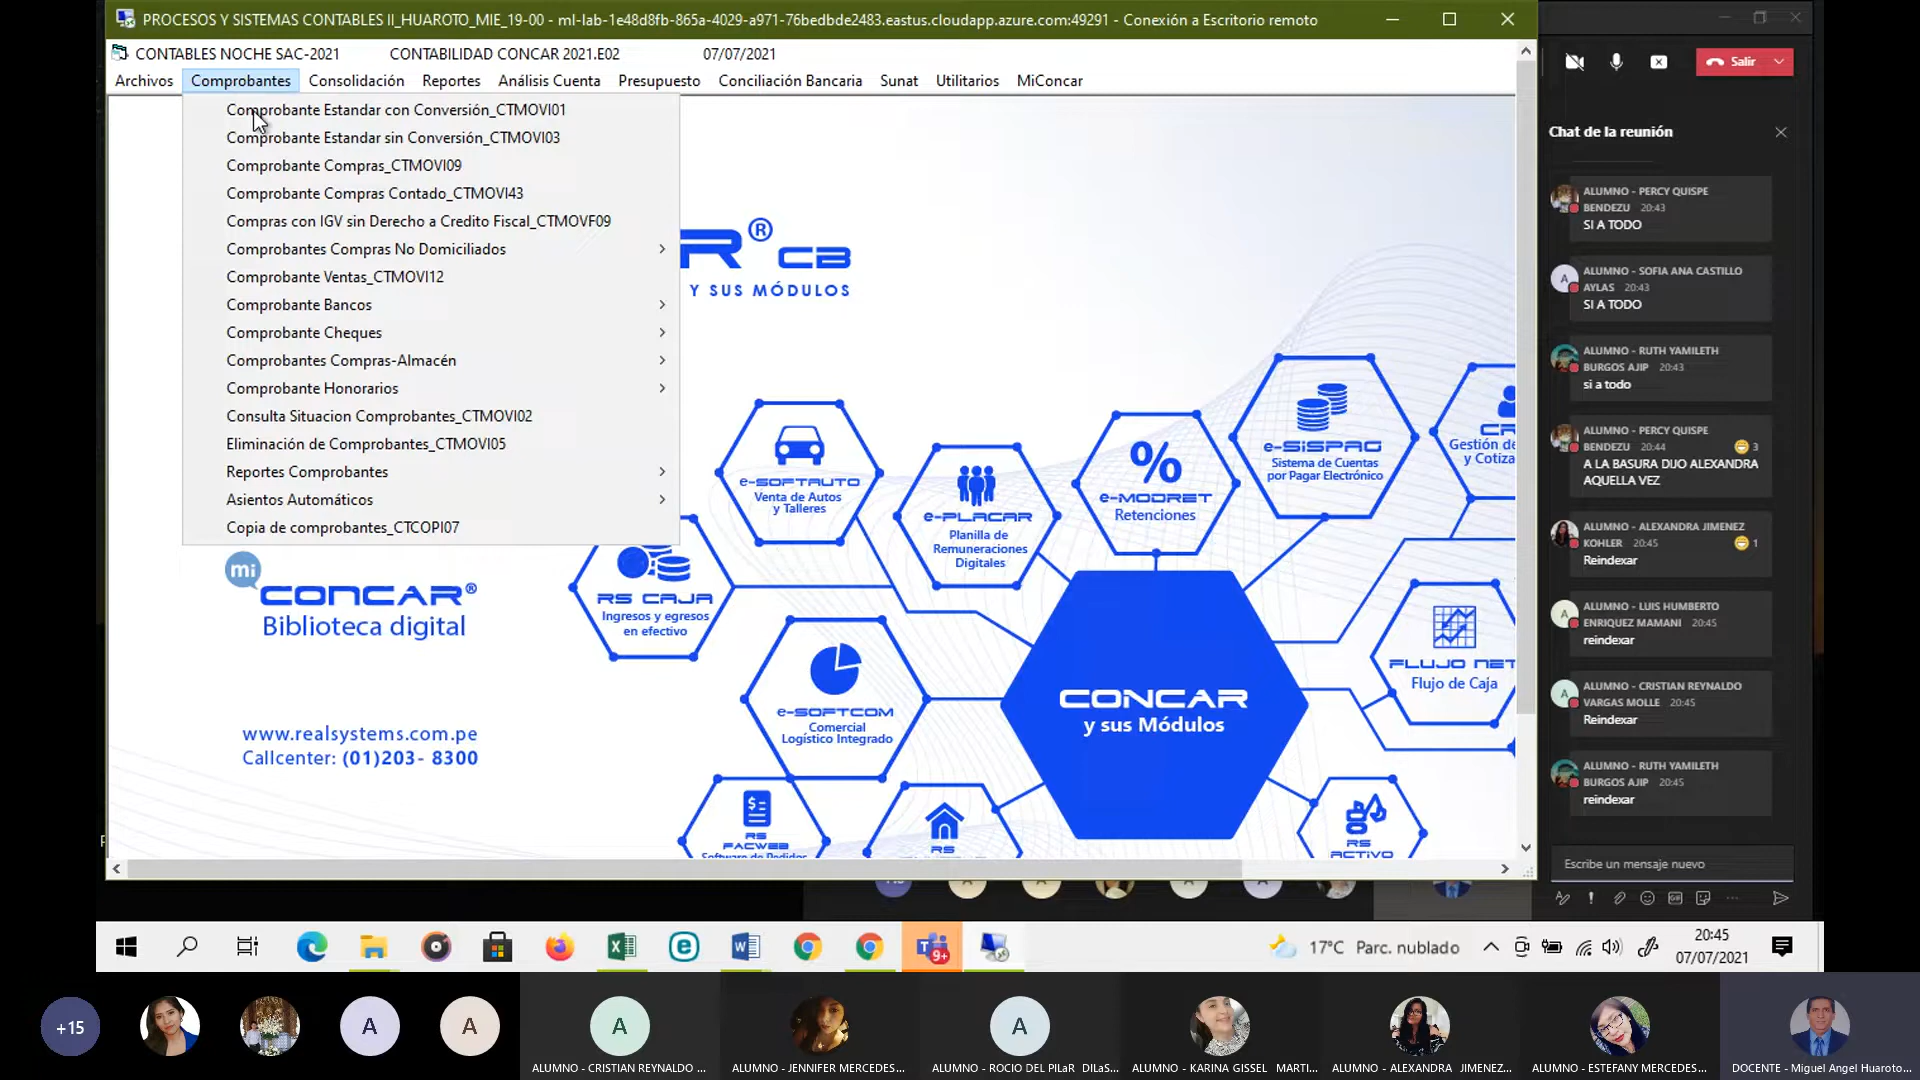 PROCESOS Y SISTEMAS CONTABLES II_HUAROTO_MIE_19-00 - ml-lab-1e48d8fb-865a-4029-a971-76bedbde2483.eastus.cloudapp.azure.com:49291 - Conexión a Escritorio remoto
CONTABLES NOCHE SAC-2021 CONTABILIDAD CONCAR 2021.E02 07/07/2021
Archivos Comprobantes Consolidación Reportes Análisis Cuenta Presupuesto Conciliación Bancaria Sunat Utilitarios MiConcar
Comprobante Estandar con Conversión_CTMOVI01
Comprobante Estandar sin Conversión_CTMOVI03
Comprobante Compras_CTMOVI09
Comprobante Compras Contado_CTMOVI43
Compras con IGV sin Derecho a Credito Fiscal_CTMOVF09
Comprobantes Compras No Domiciliados
Comprobante Ventas_CTMOVI12
Comprobante Bancos
Comprobante Cheques
Comprobantes Compras-Almacén
Comprobante Honorarios
Consulta Situacion Comprobantes_CTMOVI02
Eliminación de Comprobantes_CTMOVI05
Reportes Comprobantes
Asientos Automáticos
Copia de comprobantes_CTCOPI07
R® CB
Y SUS MÓDULOS
mi
CONCAR®
Biblioteca digital
www.realsystems.com.pe
Callcenter: (01)203- 8300
e-SOFTAUTO
Venta de Autos
y Talleres
e-PLACAR
Planilla de
Remuneraciones
Digitales
%
e-MODRET
Retenciones
e-SISPAG
Sistema de Cuentas
por Pagar Electrónico
CR
Gestión de
y Cotiza
RS CAJA
Ingresos y egresos
en efectivo
e-SOFTCOM
Comercial
Logístico Integrado
CONCAR
y sus Módulos
FLUJO NET
Flujo de Caja
RS
FACWEB
Software de Pedidos
RS
RS
ACTIVO
Salir
Chat de la reunión
ALUMNO - PERCY QUISPE
BENDEZU 20:43
SI A TODO
A
ALUMNO - SOFIA ANA CASTILLO
AYLAS 20:43
SI A TODO
ALUMNO - RUTH YAMILETH
BURGOS AJIP 20:43
si a todo
ALUMNO - PERCY QUISPE
BENDEZU 20:44 3
A LA BASURA DIJO ALEXANDRA
AQUELLA VEZ
ALUMNO - ALEXANDRA JIMENEZ
KOHLER 20:45 1
Reindexar
A
ALUMNO - LUIS HUMBERTO
ENRIQUEZ MAMANI 20:45
reindexar
A
ALUMNO - CRISTIAN REYNALDO
VARGAS MOLLE 20:45
Reindexar
ALUMNO - RUTH YAMILETH
BURGOS AJIP 20:45
reindexar
Escribe un mensaje nuevo
9+
17°C Parc. nublado
20:45
07/07/2021
+15
A
A
A
A
ALUMNO - CRISTIAN REYNALDO ...
ALUMNO - JENNIFER MERCEDES...
ALUMNO - ROCIO DEL PILaR DILaS...
ALUMNO - KARINA GISSEL MARTI...
ALUMNO - ALEXANDRA JIMENEZ...
ALUMNO - ESTEFANY MERCEDES...
DOCENTE - Miguel Angel Huaroto...